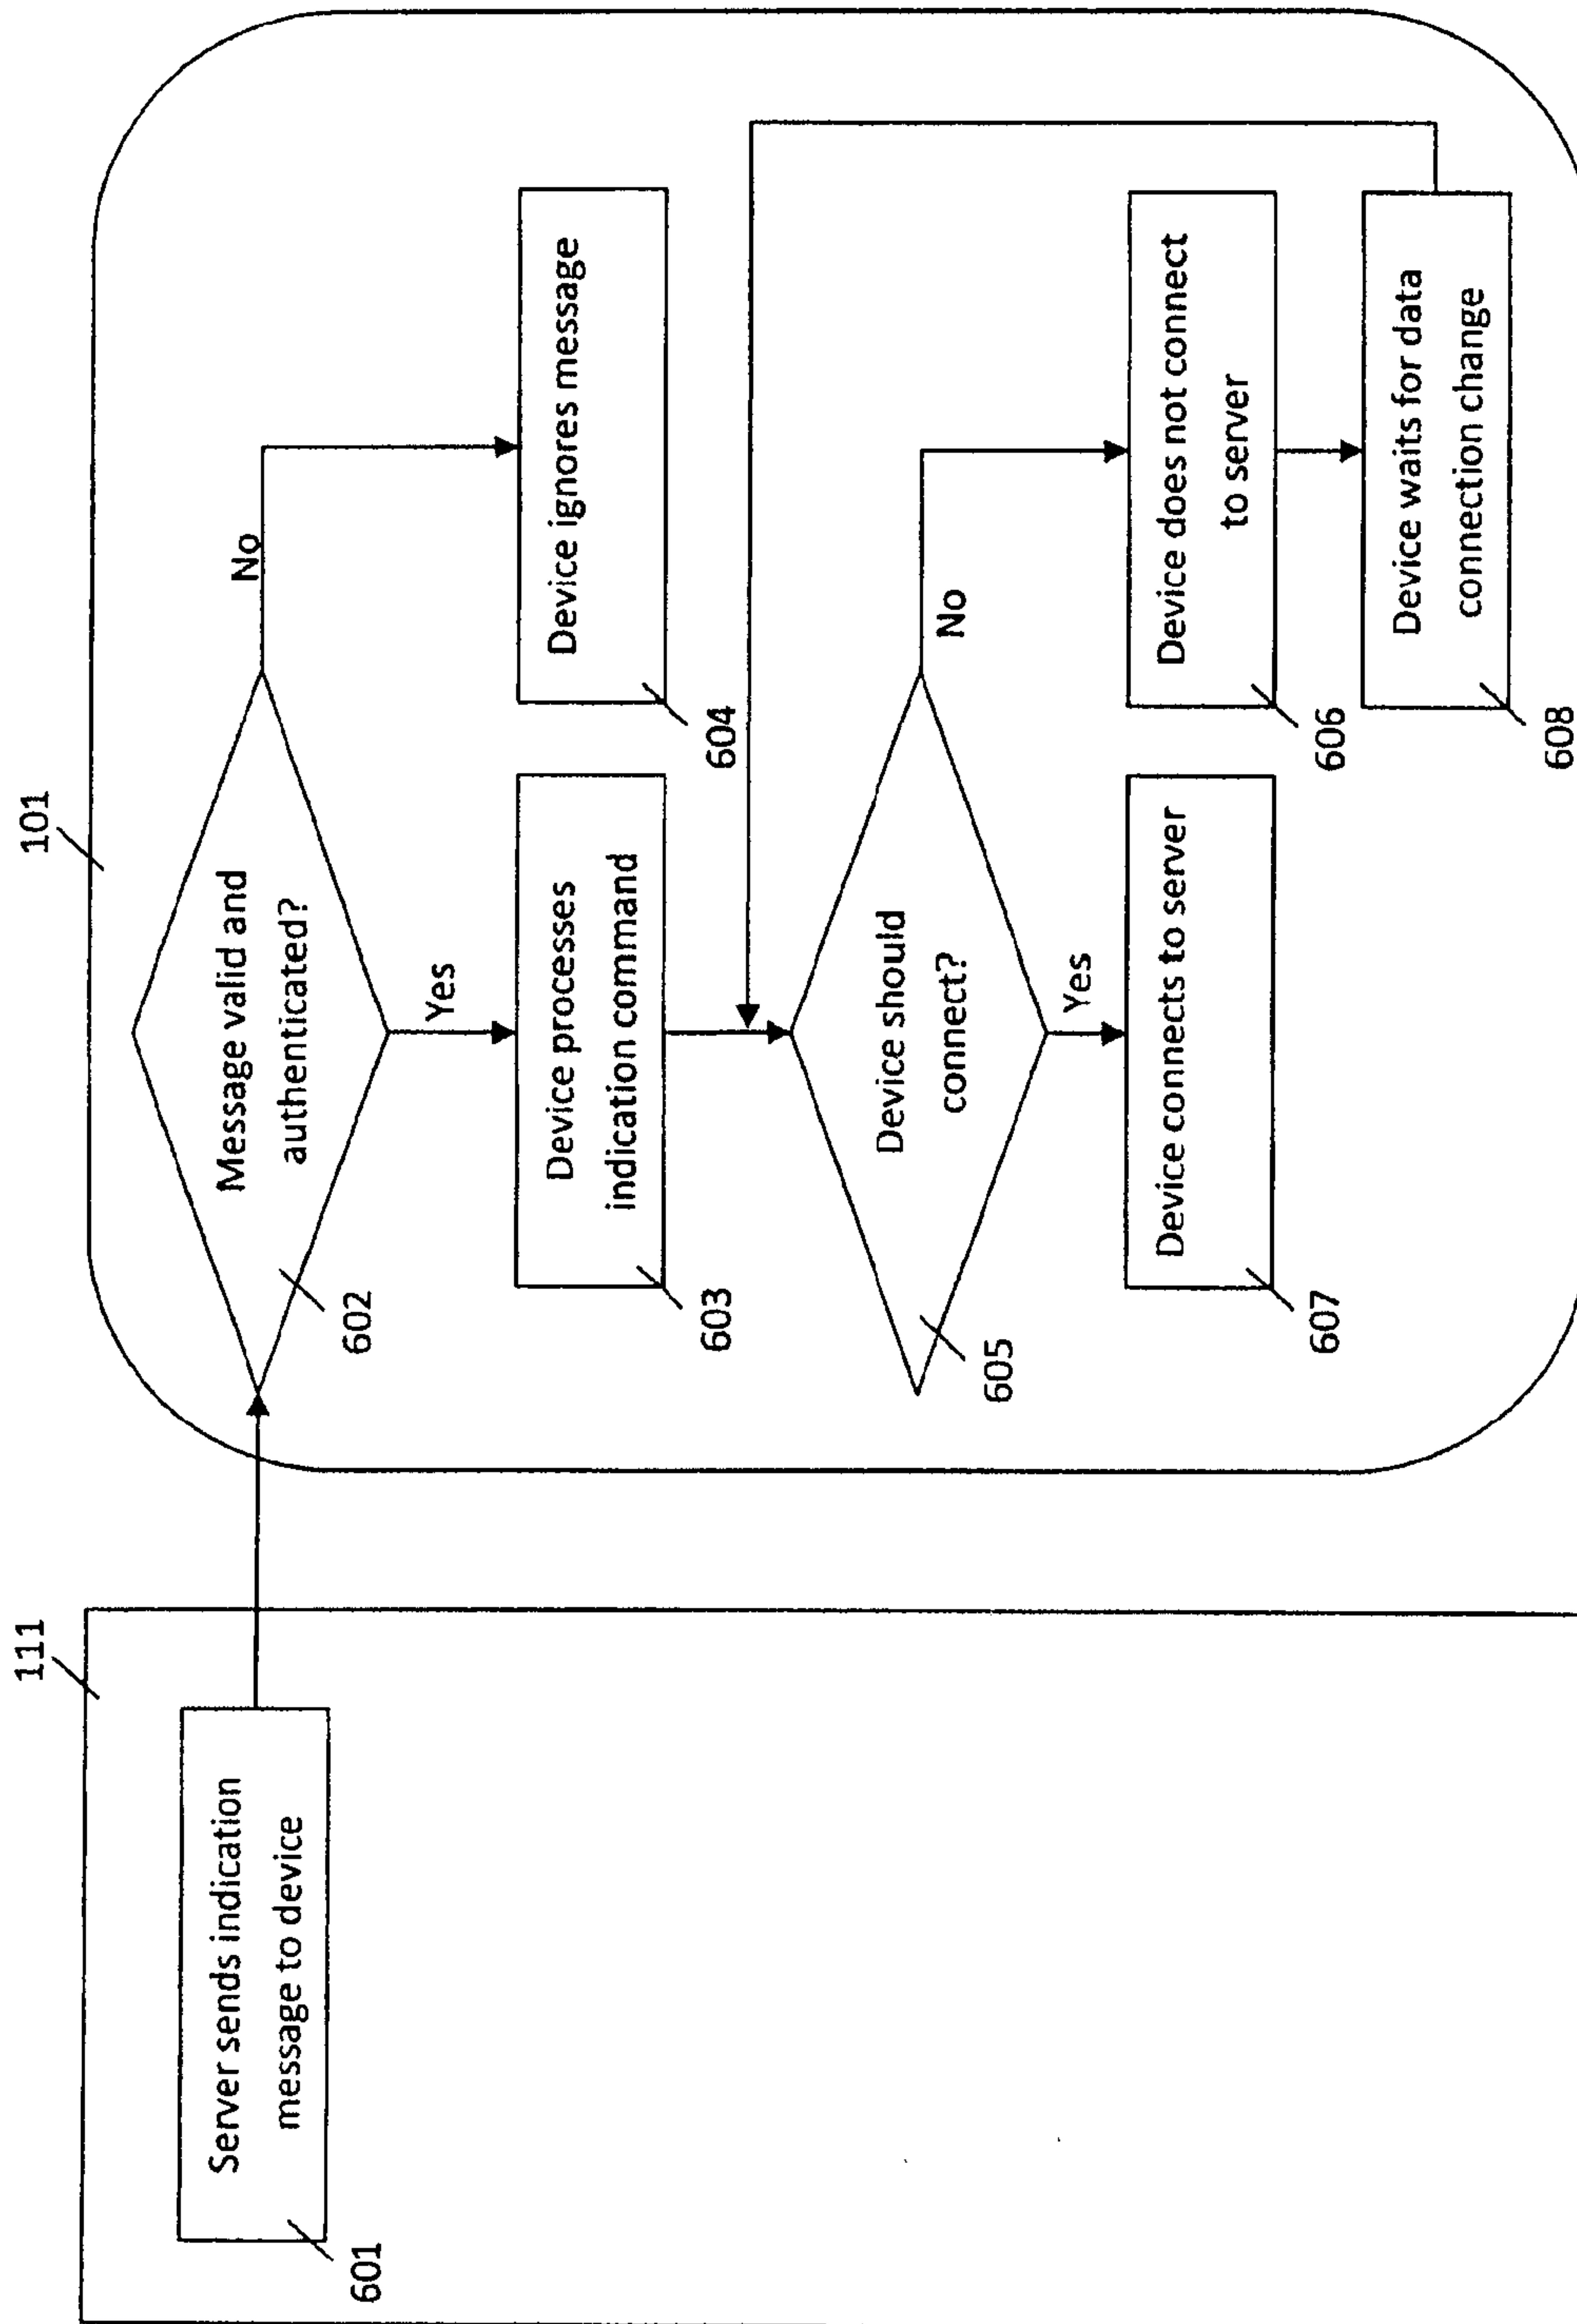 111
101
Server sends indication
message to device
601
Message valid and
authenticated?
602
No
Yes
Device processes
indication command
603
Device ignores message
604
Device should
connect?
605
No
Yes
Device connects to server
607
Device does not connect
to server
606
Device waits for data
connection change
608